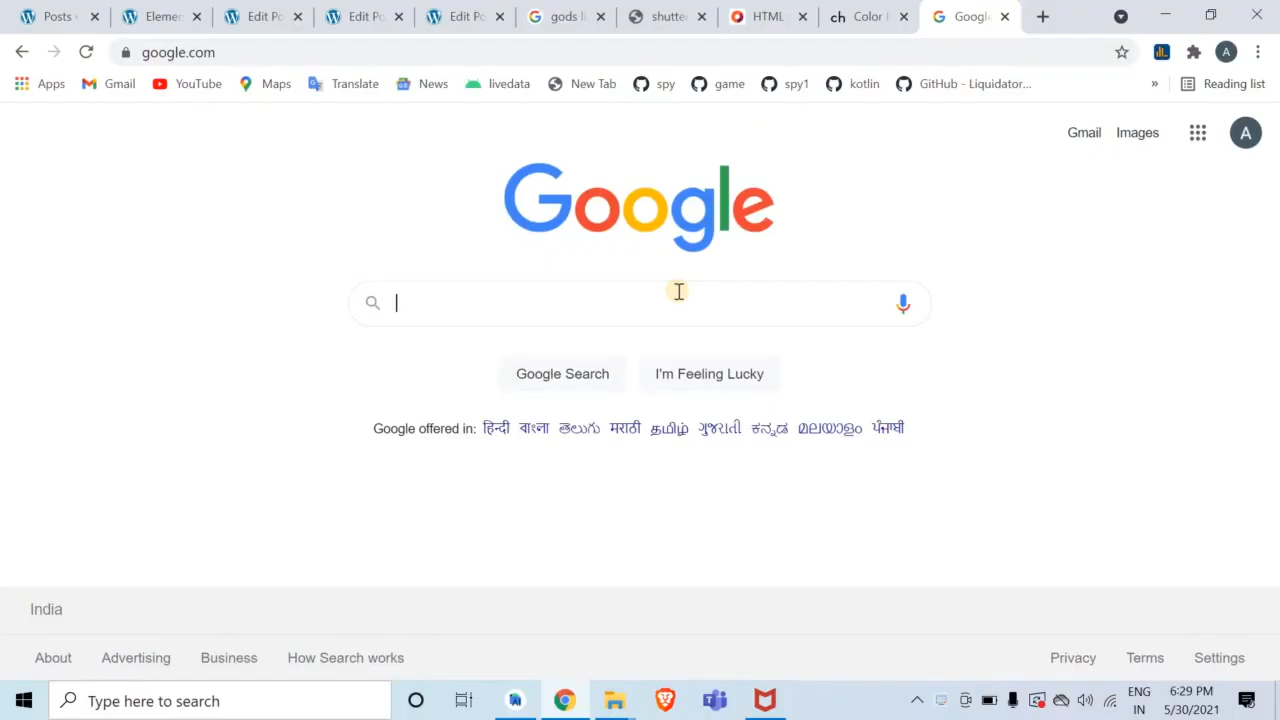 Posts Elemen Edit Po Edit Po Edit Po gods li shutte HTML ch Color Google
google.com A
Apps Gmail YouTube Maps Translate News livedata New Tab spy game spy1 kotlin GitHub - Liquidator... » Reading list
Gmail Images A
Google
Google Search I'm Feeling Lucky
Google offered in: हिन्दी বাংলা తెలుగు मराठी தமிழ் ગુજરાતી ಕನ್ನಡ മലയാളം ਪੰਜਾਬੀ
India
About Advertising Business How Search works Privacy Terms Settings
Type here to search ENG 6:29 PM
IN 5/30/2021